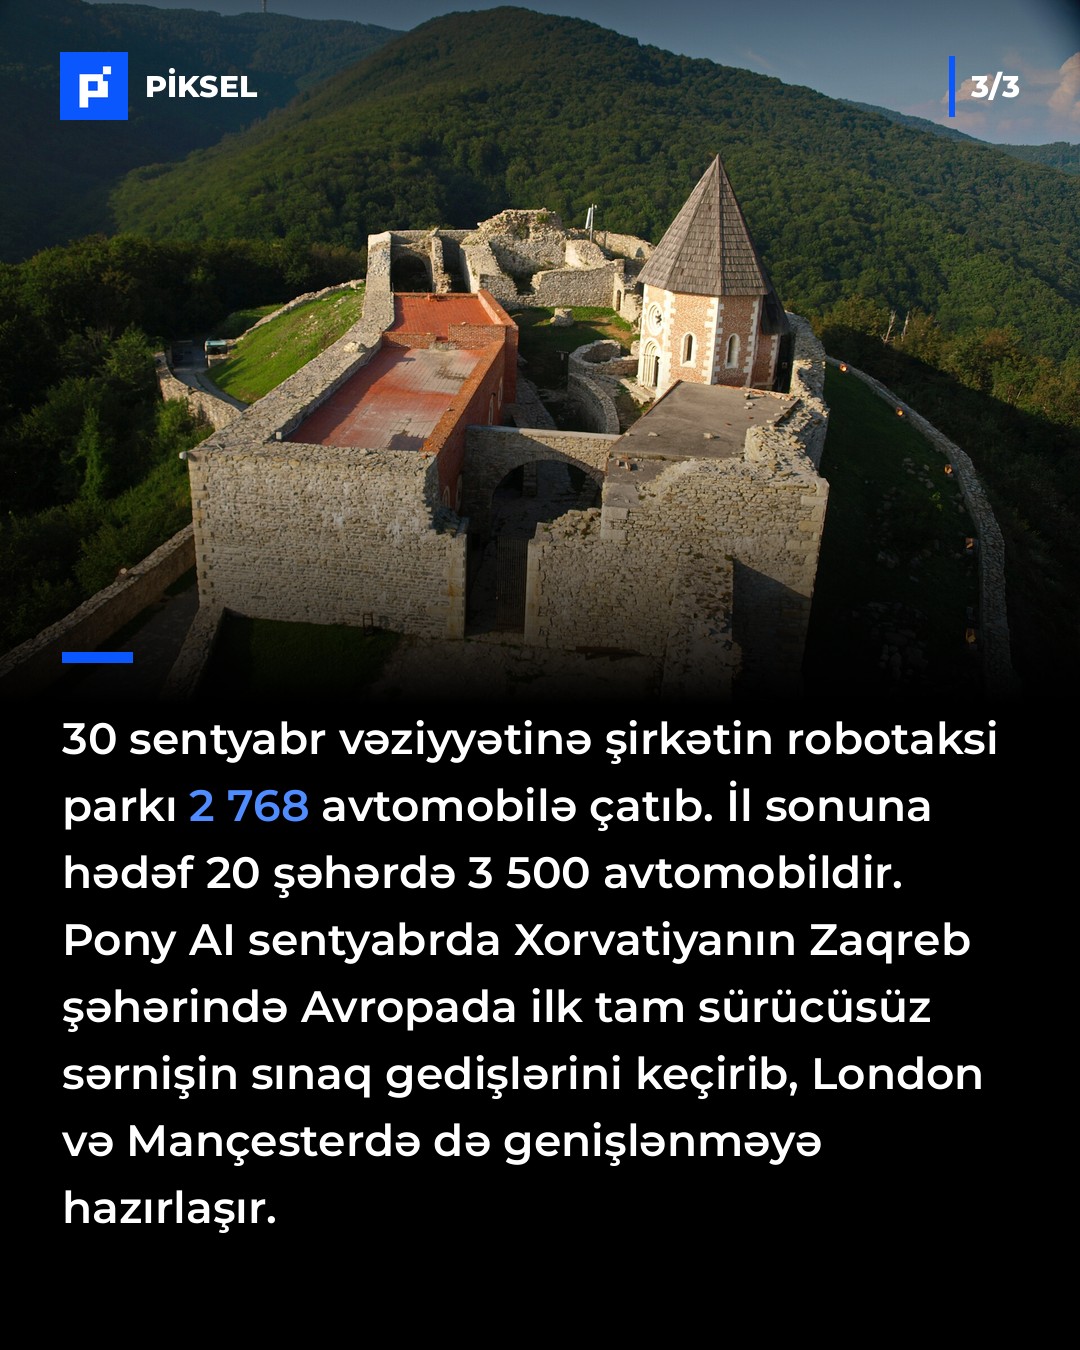 PİKSEL
3/3
30 sentyabr vəziyyətinə şirkətin robotaksi
parkı 2 768 avtomobilə çatıb. İl sonuna
hədəf 20 şəhərdə 3 500 avtomobildir.
Pony AI sentyabrda Xorvatiyanın Zaqreb
şəhərində Avropada ilk tam sürücüsüz
sərnişin sınaq gedişlərini keçirib, London
və Mançesterdə də genişlənməyə
hazırlaşır.